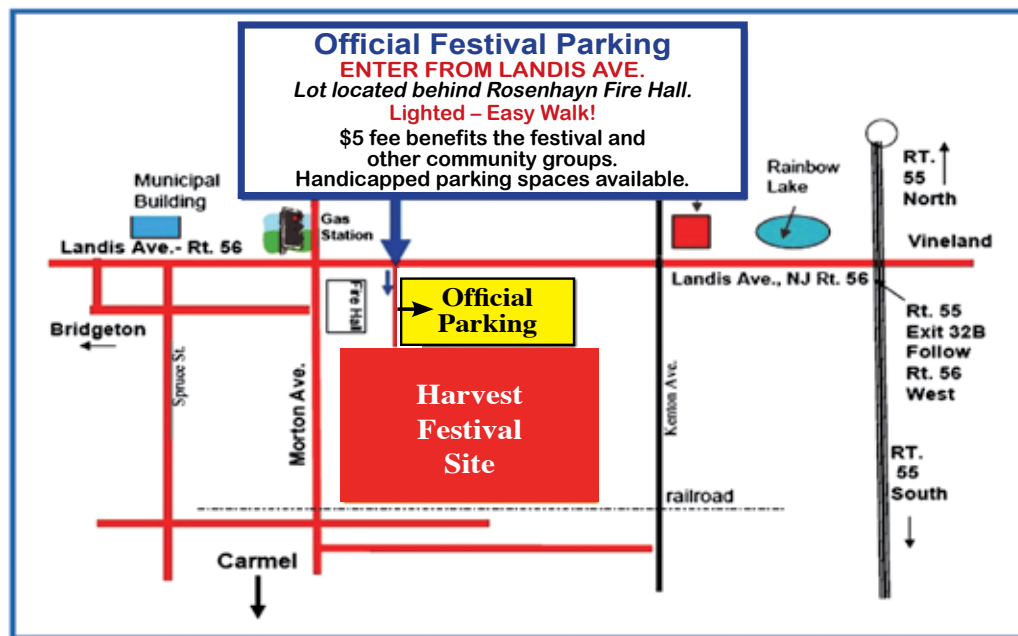 Official Festival Parking
ENTER FROM LANDIS AVE.
Lot located behind Rosenhayn Fire Hall.
Lighted – Easy Walk!
$5 fee benefits the festival and
other community groups.
Handicapped parking spaces available.
Municipal
Building
Gas
Station
Rainbow
Lake
RT.
55
North
Landis Ave.- Rt. 56
Vineland
Landis Ave., NJ Rt. 56
Fire Hall
Official
Parking
Bridgeton
Rt. 55
Exit 32B
Follow
Rt. 56
West
Spruce St.
Morton Ave.
Harvest
Festival
Site
Kenton Ave.
RT.
55
South
railroad
Carmel